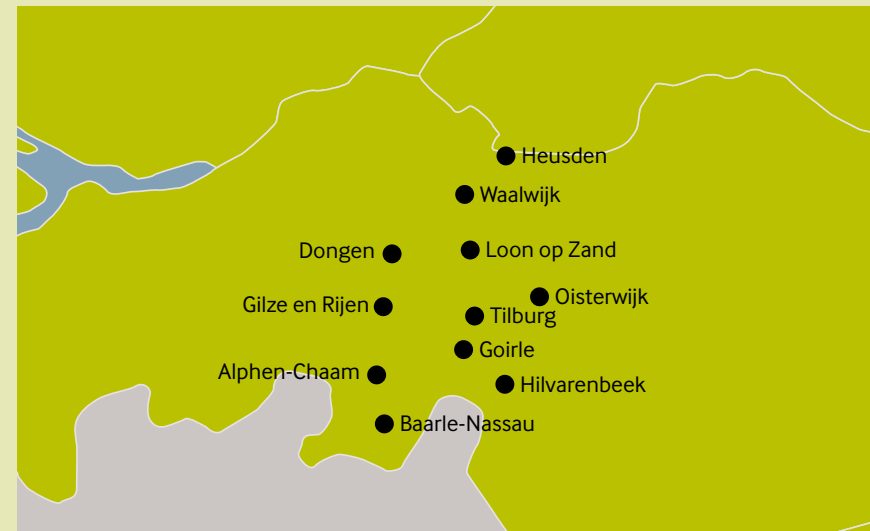 Heusden
Waalwijk
Dongen
Loon op Zand
Gilze en Rijen
Oisterwijk
Tilburg
Goirle
Alphen-Chaam
Hilvarenbeek
Baarle-Nassau